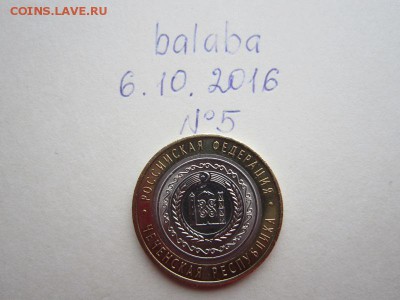 COINS.LAVE.RU
balaba
6.10.2016
№5
РОССИЙСКАЯ ФЕДЕРАЦИЯ
ЧЕЧЕНСКАЯ РЕСПУБЛИКА